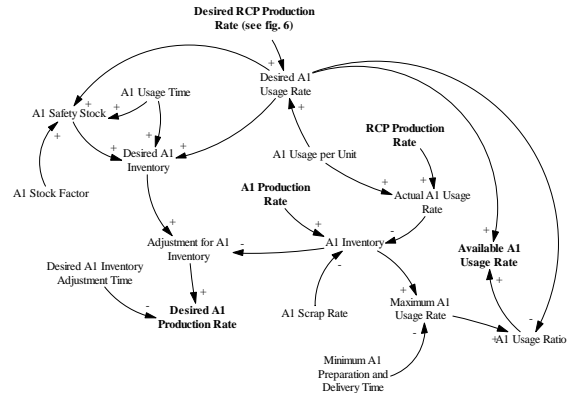 Desired RCP Production
Rate (see fig. 6)
A1 Usage Time
Desired A1
Usage Rate
A1 Safety Stock
RCP Production
Rate
Desired A1
Inventory
A1 Usage per Unit
A1 Stock Factor
A1 Production
Rate
Actual A1 Usage
Rate
Adjustment for A1
Inventory
A1 Inventory
Available A1
Usage Rate
Desired A1 Inventory
Adjustment Time
Desired A1
Production Rate
A1 Scrap Rate
Maximum A1
Usage Rate
A1 Usage Ratio
Minimum A1
Preparation and
Delivery Time